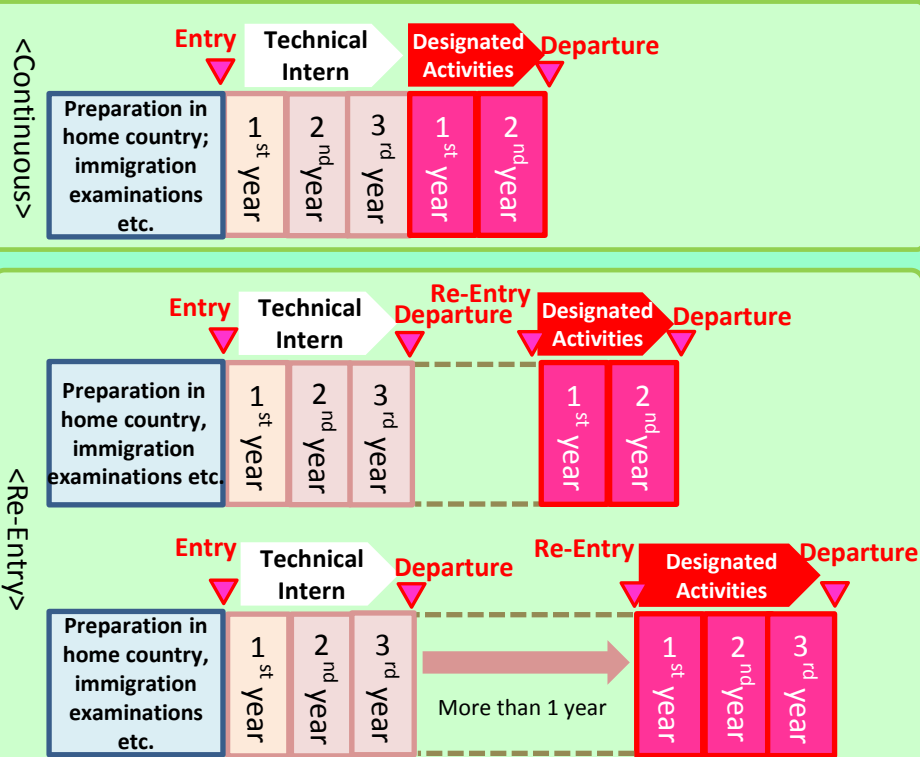 <Continuous>
Entry
Technical
Intern
Designated
Activities
Departure
Preparation in
home country;
immigration
examinations
etc.
1st year
2nd year
3rd year
1st year
2nd year
<Re-Entry>
Entry
Technical
Intern
Departure
Re-Entry
Designated
Activities
Departure
Preparation in
home country,
immigration
examinations etc.
1st year
2nd year
3rd year
1st year
2nd year
Entry
Technical
Intern
Departure
Re-Entry
Designated
Activities
Departure
Preparation in
home country,
immigration
examinations
etc.
1st year
2nd year
3rd year
More than 1 year
1st year
2nd year
3rd year